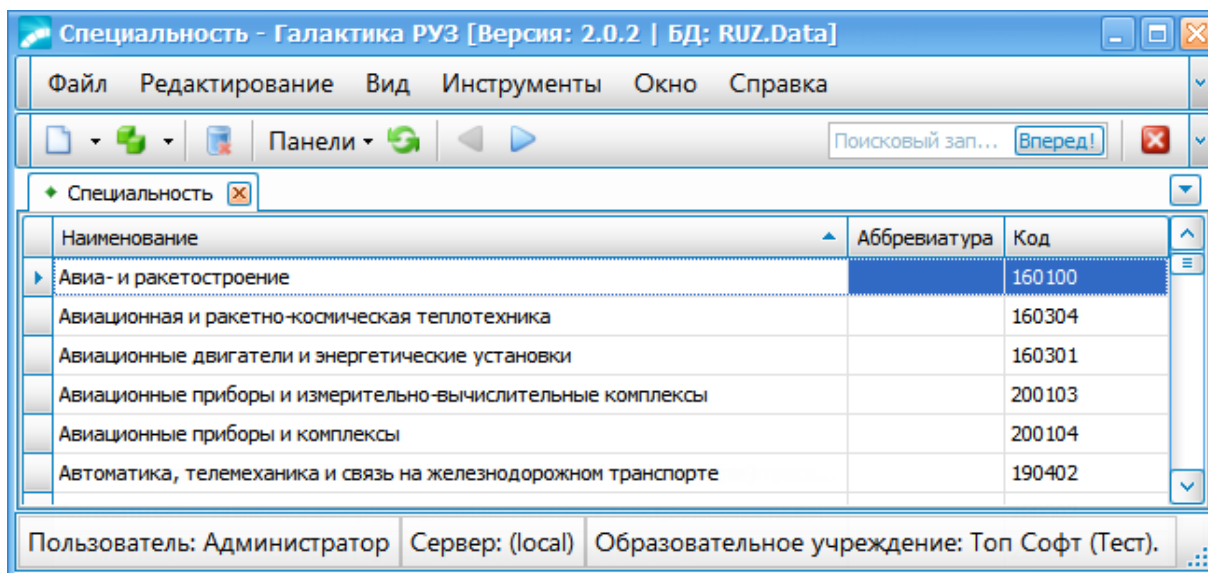 Специальность - Галактика РУЗ [Версия: 2.0.2 | БД: RUZ.Data]
Файл Редактирование Вид Инструменты Окно Справка
Панели Поисковый зап... Вперед!
Специальность
Наименование Аббревиатура Код
Авиа- и ракетостроение 160100
Авиационная и ракетно-космическая теплотехника 160304
Авиационные двигатели и энергетические установки 160301
Авиационные приборы и измерительно-вычислительные комплексы 200103
Авиационные приборы и комплексы 200104
Автоматика, телемеханика и связь на железнодорожном транспорте 190402
Пользователь: Администратор Сервер: (local) Образовательное учреждение: Топ Софт (Тест).